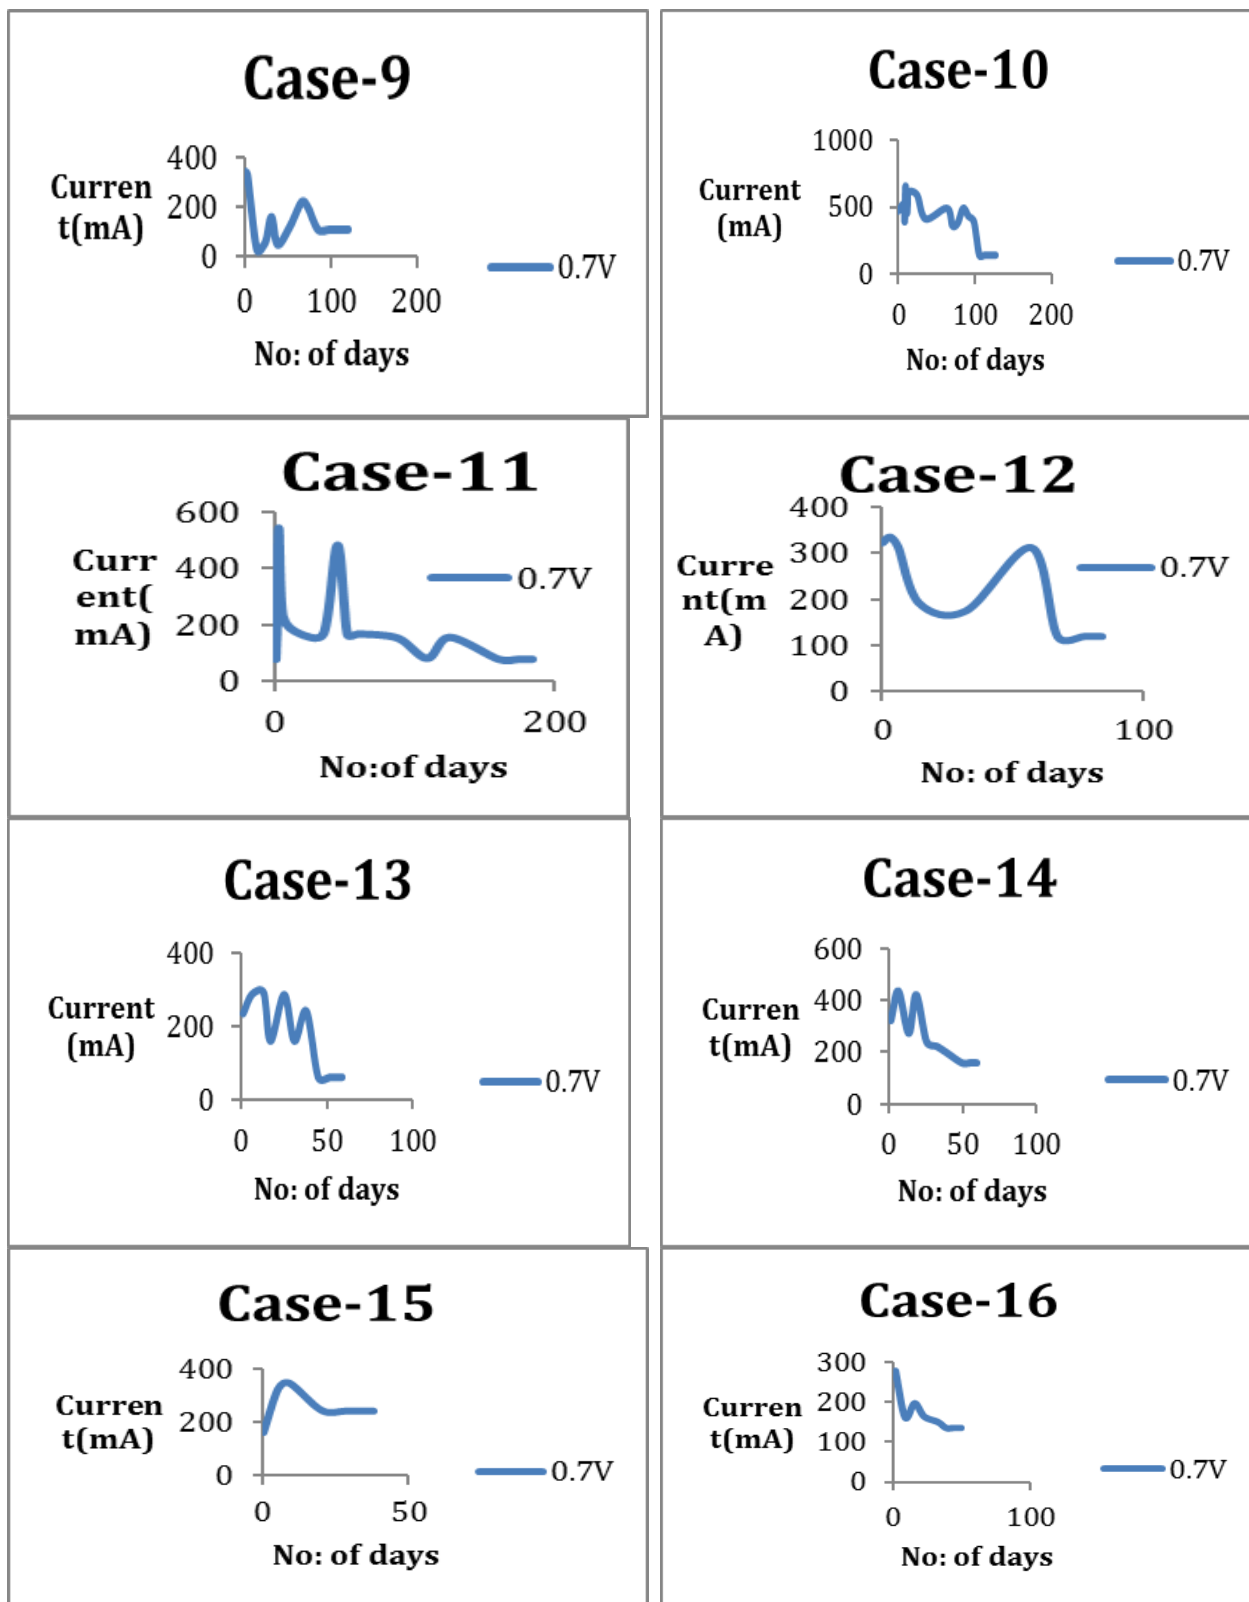 Case-9
400
200
0
Curren
t(mA)
0 100 200
No: of days
0.7V
Case-10
1000
500
0
Current
(mA)
0 100 200
No: of days
0.7V
Case-11
600
400
200
0
Curr
ent(
mA)
0 200
No:of days
0.7V
Case-12
400
300
200
100
0
Curre
nt(m
A)
0 100
No: of days
0.7V
Case-13
400
200
0
Current
(mA)
0 50 100
No: of days
0.7V
Case-14
600
400
200
0
Curren
t(mA)
0 50 100
No: of days
0.7V
Case-15
400
200
0
Curren
t(mA)
0 50
No: of days
0.7V
Case-16
300
200
100
0
Curren
t(mA)
0 100
No: of days
0.7V